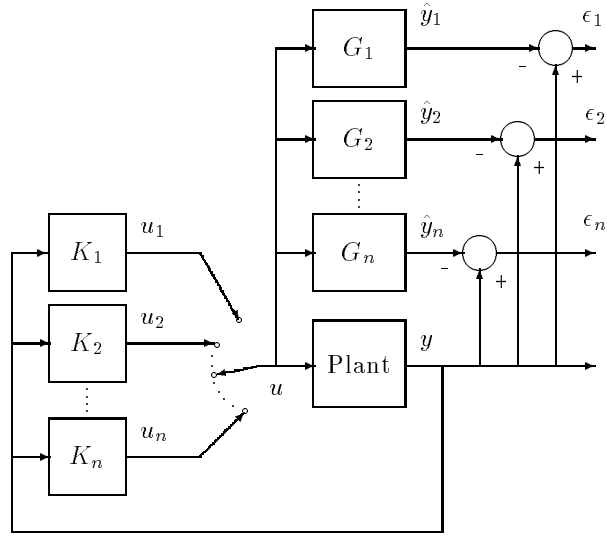 G₁ ŷ₁ ϵ₁
- +
G₂ ŷ₂ ϵ₂
- +
Gₙ ŷₙ ϵₙ
- +
K₁ u₁
K₂ u₂
Kₙ uₙ
u
Plant y